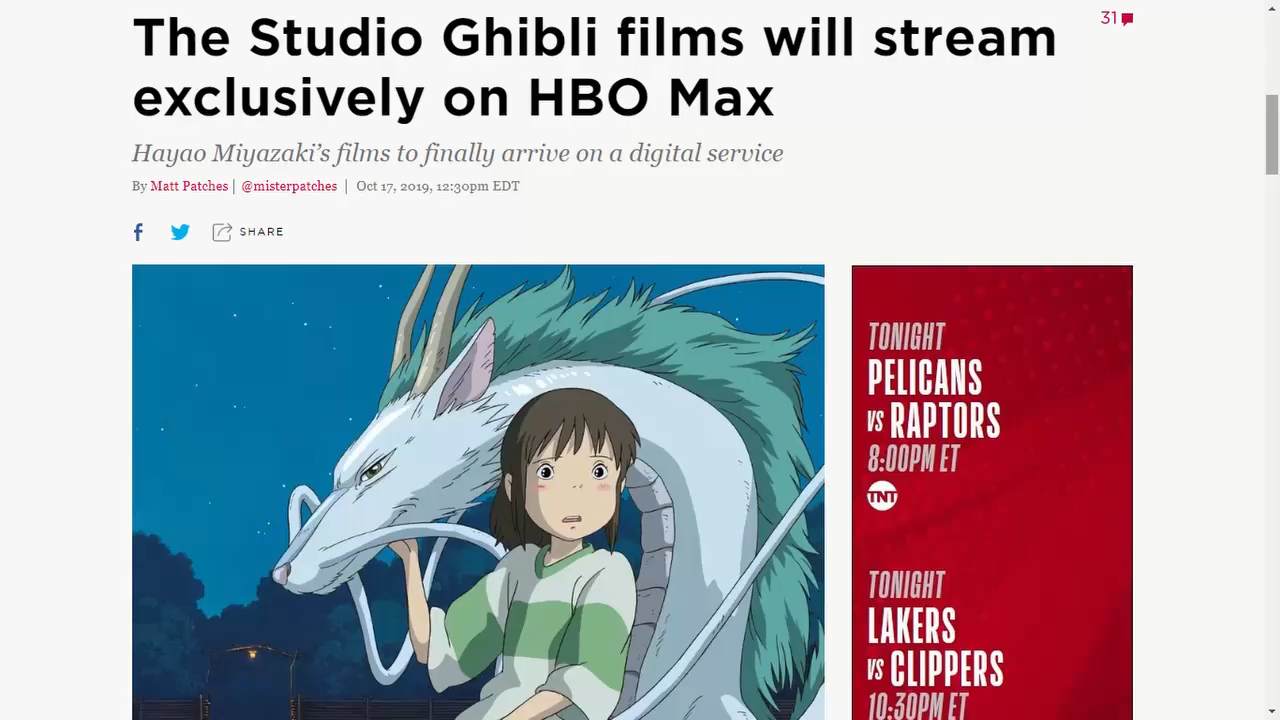 The Studio Ghibli films will stream
exclusively on HBO Max
31
Hayao Miyazaki's films to finally arrive on a digital service
By Matt Patches | @misterpatches | Oct 17, 2019, 12:30pm EDT
SHARE
TONIGHT
PELICANS
VS RAPTORS
8:00PM ET
TNT
TONIGHT
LAKERS
VS CLIPPERS
10:30PM ET